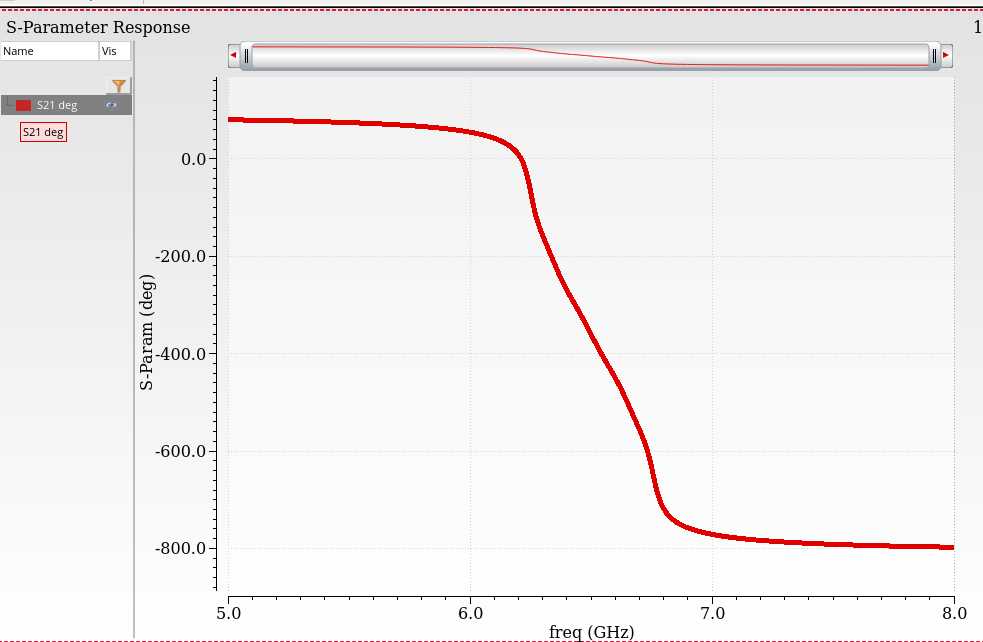 S-Parameter Response
1
Name
Vis
S21 deg
S21 deg
S-Param (deg)
0.0
-200.0
-400.0
-600.0
-800.0
5.0
6.0
7.0
8.0
freq (GHz)